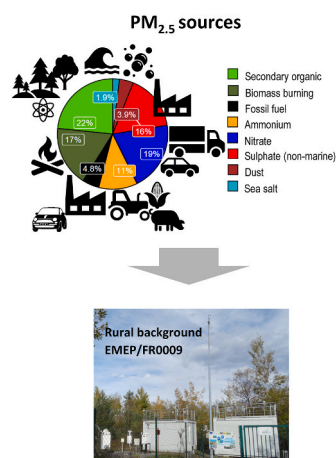 PM2.5 sources
Secondary organic
Biomass burning
Fossil fuel
Ammonium
Nitrate
Sulphate (non-marine)
Dust
Sea salt
1.9%
3.9%
16%
19%
11%
4.8%
17%
22%
Rural background
EMEP/FR0009